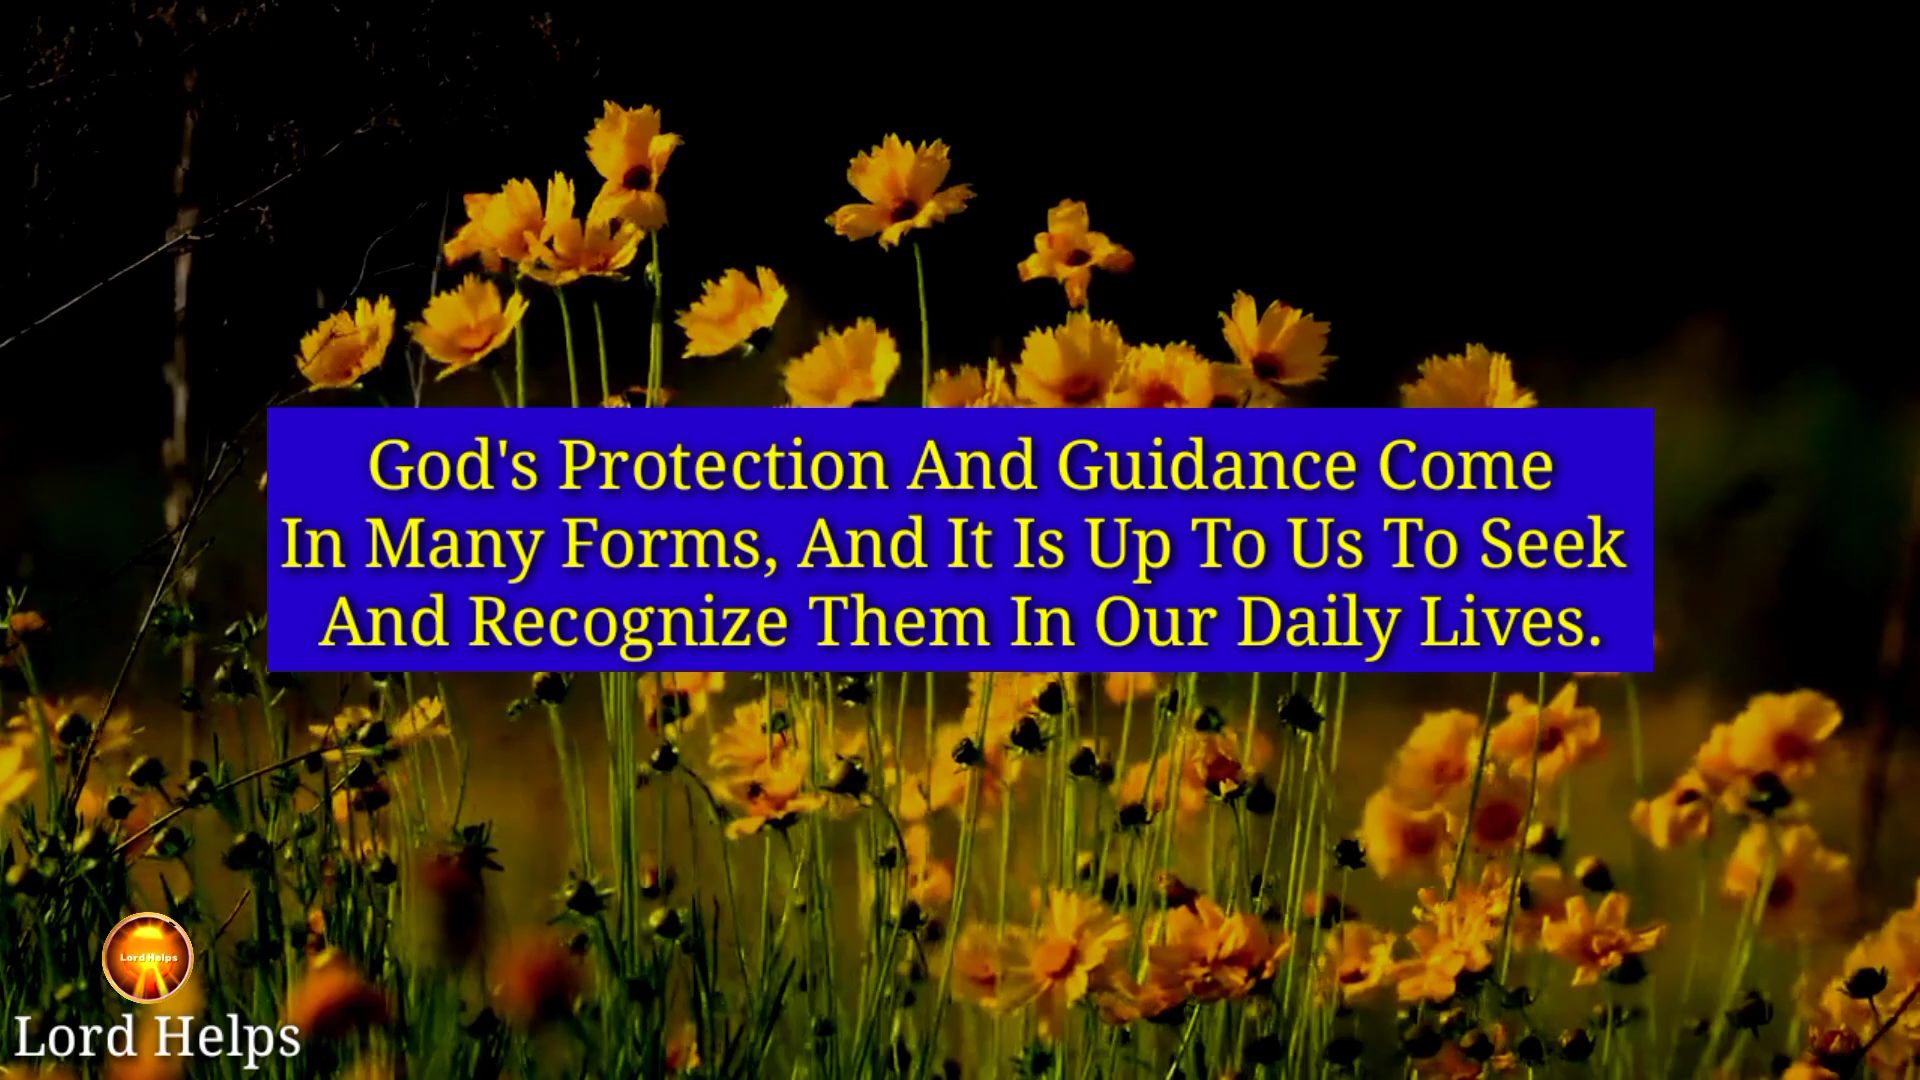 God's Protection And Guidance Come
In Many Forms, And It Is Up To Us To Seek
And Recognize Them In Our Daily Lives.
Lord Helps
Lord Helps